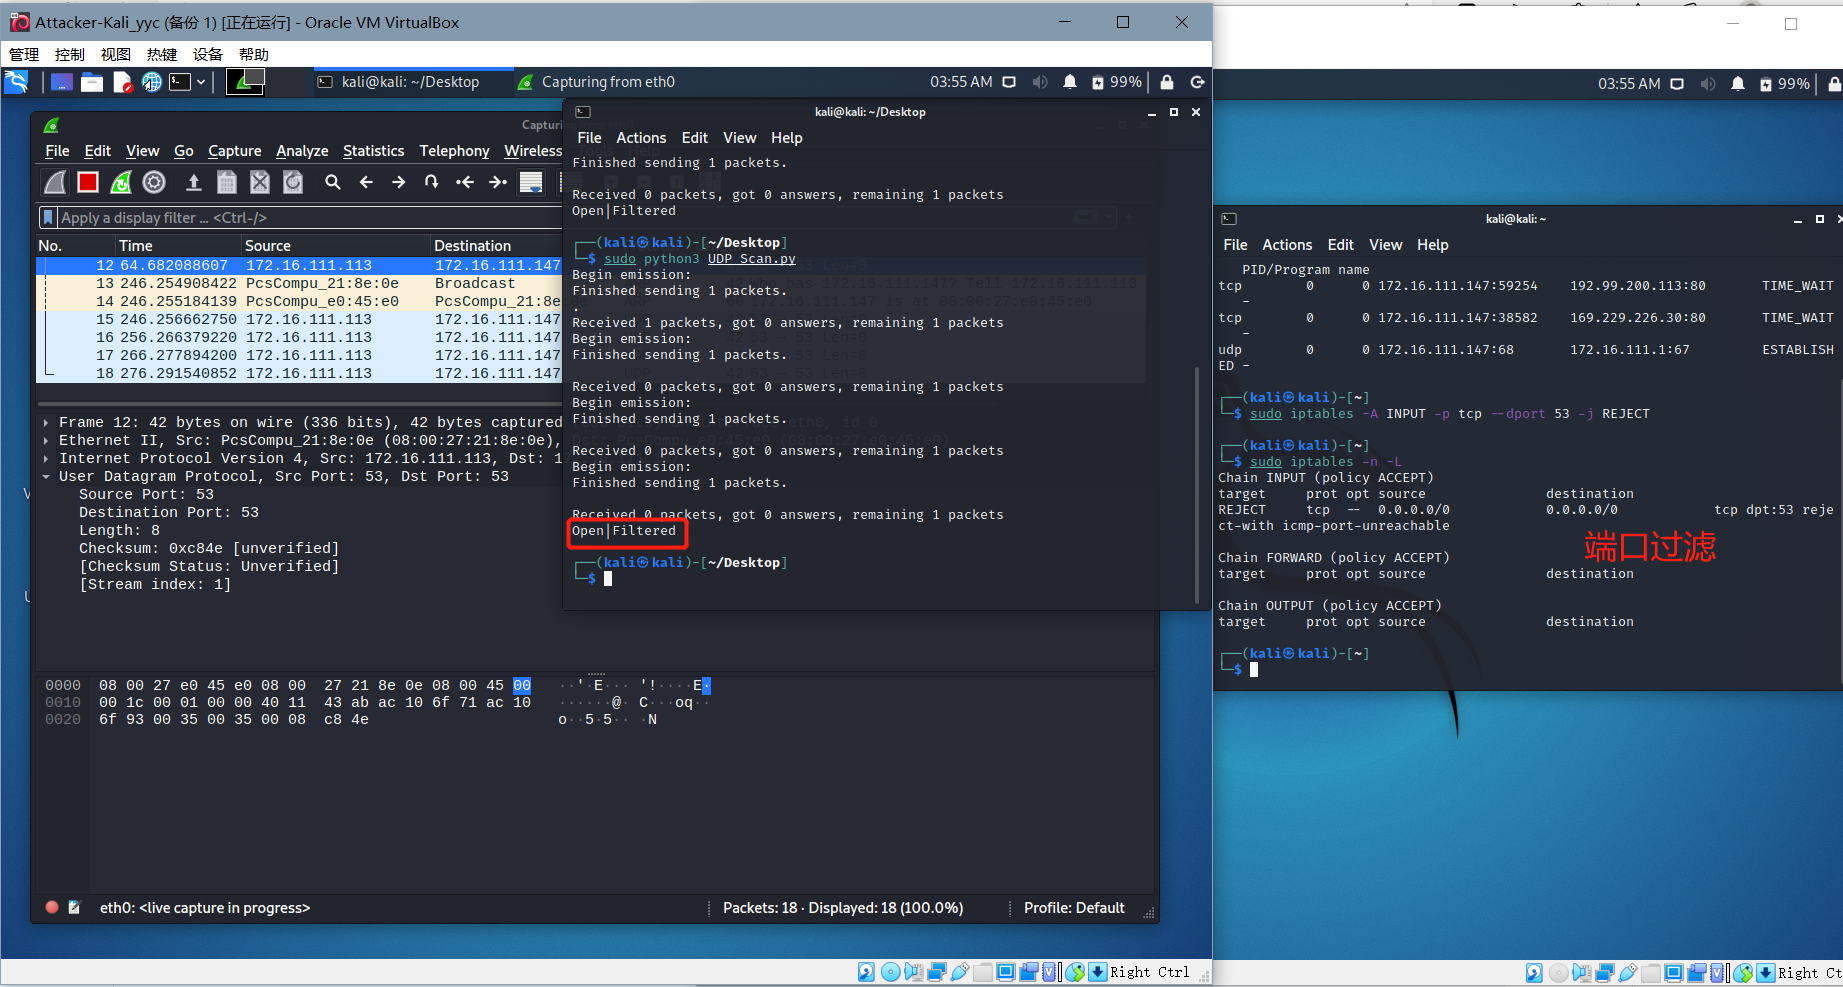 Attacker-Kali_yyc (备份 1) [正在运行] - Oracle VM VirtualBox
管理 控制 视图 热键 设备 帮助
kali@kali: ~/Desktop
Capturing from eth0
03:55 AM
99%
File Edit View Go Capture Analyze Statistics Telephony Wireless
Apply a display filter ... <Ctrl-/>
No. Time Source Destination
12 64.682088607 172.16.111.113 172.16.111.147
13 246.254908422 PcsCompu_21:8e:0e Broadcast
14 246.255184139 PcsCompu_e0:45:e0 PcsCompu_21:8e
15 246.256662750 172.16.111.113 172.16.111.147
16 256.266379220 172.16.111.113 172.16.111.147
17 266.277894200 172.16.111.113 172.16.111.147
18 276.291540852 172.16.111.113 172.16.111.147
Frame 12: 42 bytes on wire (336 bits), 42 bytes captured
Ethernet II, Src: PcsCompu_21:8e:0e (08:00:27:21:8e:0e),
Internet Protocol Version 4, Src: 172.16.111.113, Dst: 1
User Datagram Protocol, Src Port: 53, Dst Port: 53
Source Port: 53
Destination Port: 53
Length: 8
Checksum: 0xc84e [unverified]
[Checksum Status: Unverified]
[Stream index: 1]
0000 08 00 27 e0 45 e0 08 00 27 21 8e 0e 08 00 45 00 ··'·E··· '!····E·
0010 00 1c 00 01 00 00 40 11 43 ab ac 10 6f 71 ac 10 ······@· C···oq··
0020 6f 93 00 35 00 35 00 08 c8 4e o··5·5·· ·N
eth0: <live capture in progress>
Packets: 18 · Displayed: 18 (100.0%)
Profile: Default
Right Ctrl
kali@kali: ~/Desktop
File Actions Edit View Help
Finished sending 1 packets.
Received 0 packets, got 0 answers, remaining 1 packets
Open|Filtered
┌──(kali㉿kali)-[~/Desktop]
└─$ sudo python3 UDP_Scan.py
Begin emission:
Finished sending 1 packets.
.
Received 1 packets, got 0 answers, remaining 1 packets
Begin emission:
Finished sending 1 packets.
Received 0 packets, got 0 answers, remaining 1 packets
Begin emission:
Finished sending 1 packets.
Received 0 packets, got 0 answers, remaining 1 packets
Begin emission:
Finished sending 1 packets.
Received 0 packets, got 0 answers, remaining 1 packets
Open|Filtered
┌──(kali㉿kali)-[~/Desktop]
└─$
03:55 AM
99%
kali@kali: ~
File Actions Edit View Help
PID/Program name
tcp 0 0 172.16.111.147:59254 192.99.200.113:80 TIME_WAIT
-
tcp 0 0 172.16.111.147:38582 169.229.226.30:80 TIME_WAIT
-
udp 0 0 172.16.111.147:68 172.16.111.1:67 ESTABLISH
ED -
┌──(kali㉿kali)-[~]
└─$ sudo iptables -A INPUT -p tcp --dport 53 -j REJECT
┌──(kali㉿kali)-[~]
└─$ sudo iptables -n -L
Chain INPUT (policy ACCEPT)
target prot opt source destination
REJECT tcp -- 0.0.0.0/0 0.0.0.0/0 tcp dpt:53 reje
ct-with icmp-port-unreachable
端口过滤
Chain FORWARD (policy ACCEPT)
target prot opt source destination
Chain OUTPUT (policy ACCEPT)
target prot opt source destination
┌──(kali㉿kali)-[~]
└─$
Right Ct